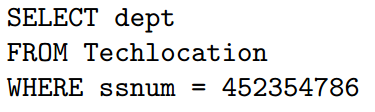 SELECT dept
FROM Techlocation
WHERE ssnum = 452354786